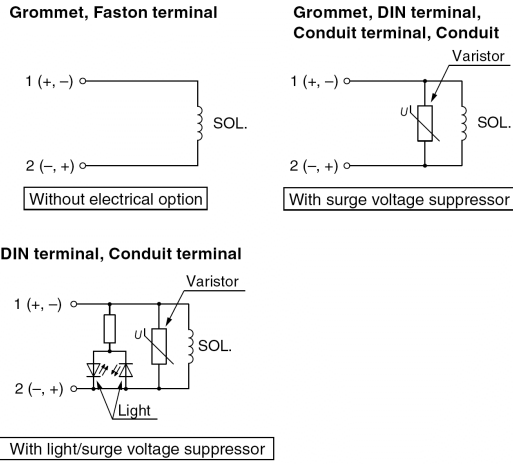 Grommet, Faston terminal
1 (+, –)
SOL.
2 (–, +)
Without electrical option
Grommet, DIN terminal,
Conduit terminal, Conduit
Varistor
1 (+, –)
U
SOL.
2 (–, +)
With surge voltage suppressor
DIN terminal, Conduit terminal
Varistor
1 (+, –)
U
SOL.
2 (–, +)
Light
With light/surge voltage suppressor